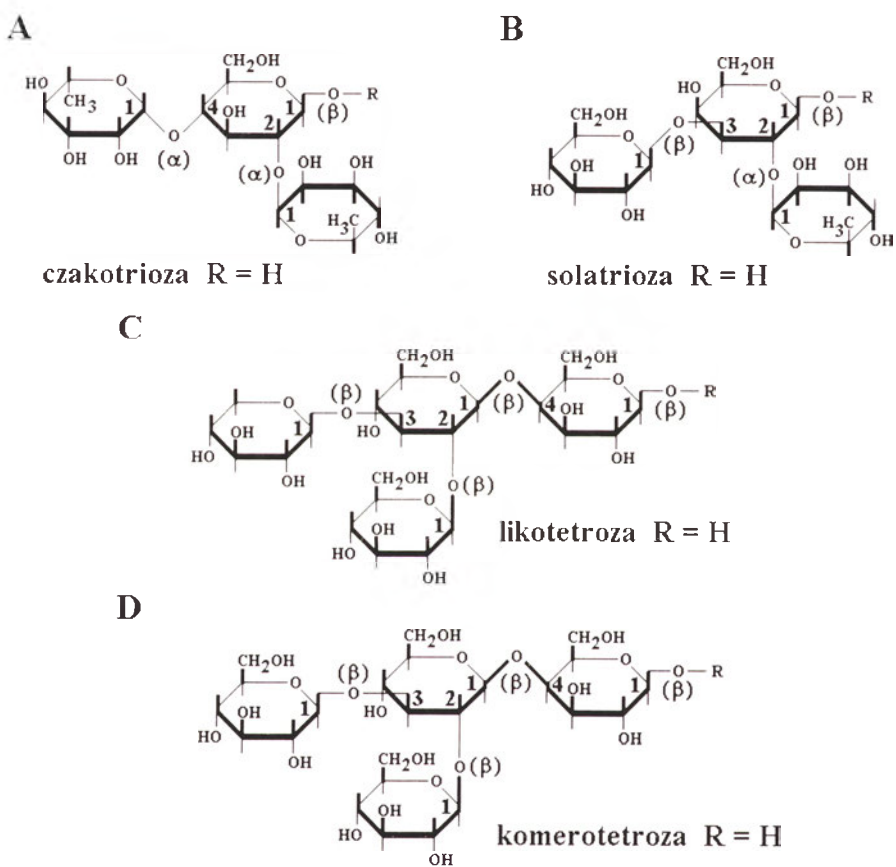 A
CH2OH
HO
O
O
O
R
CH3
1
4
OH
1
(β)
2
OH
OH
O
(α)
(α)
O
OH
OH
1
H3C
O
OH
czakotrioza R = H
B
CH2OH
O
HO
O
R
CH2OH
O
1
(β)
O
(β)
3
2
OH
1
HO
OH
(α)
O
OH
OH
1
H3C
O
OH
solatrioza R = H
C
CH2OH
O
CH2OH
O
O
(β)
O
O
R
O
1
(β)
4
OH
1
(β)
OH
1
HO
3
2
HO
OH
OH
CH2OH
O
(β)
O
OH
1
HO
OH
likotetroza R = H
D
CH2OH
O
CH2OH
CH2OH
O
O
(β)
O
O
R
O
1
(β)
4
OH
1
(β)
OH
1
HO
3
2
HO
OH
OH
CH2OH
O
(β)
O
OH
1
HO
OH
komerotetroza R = H